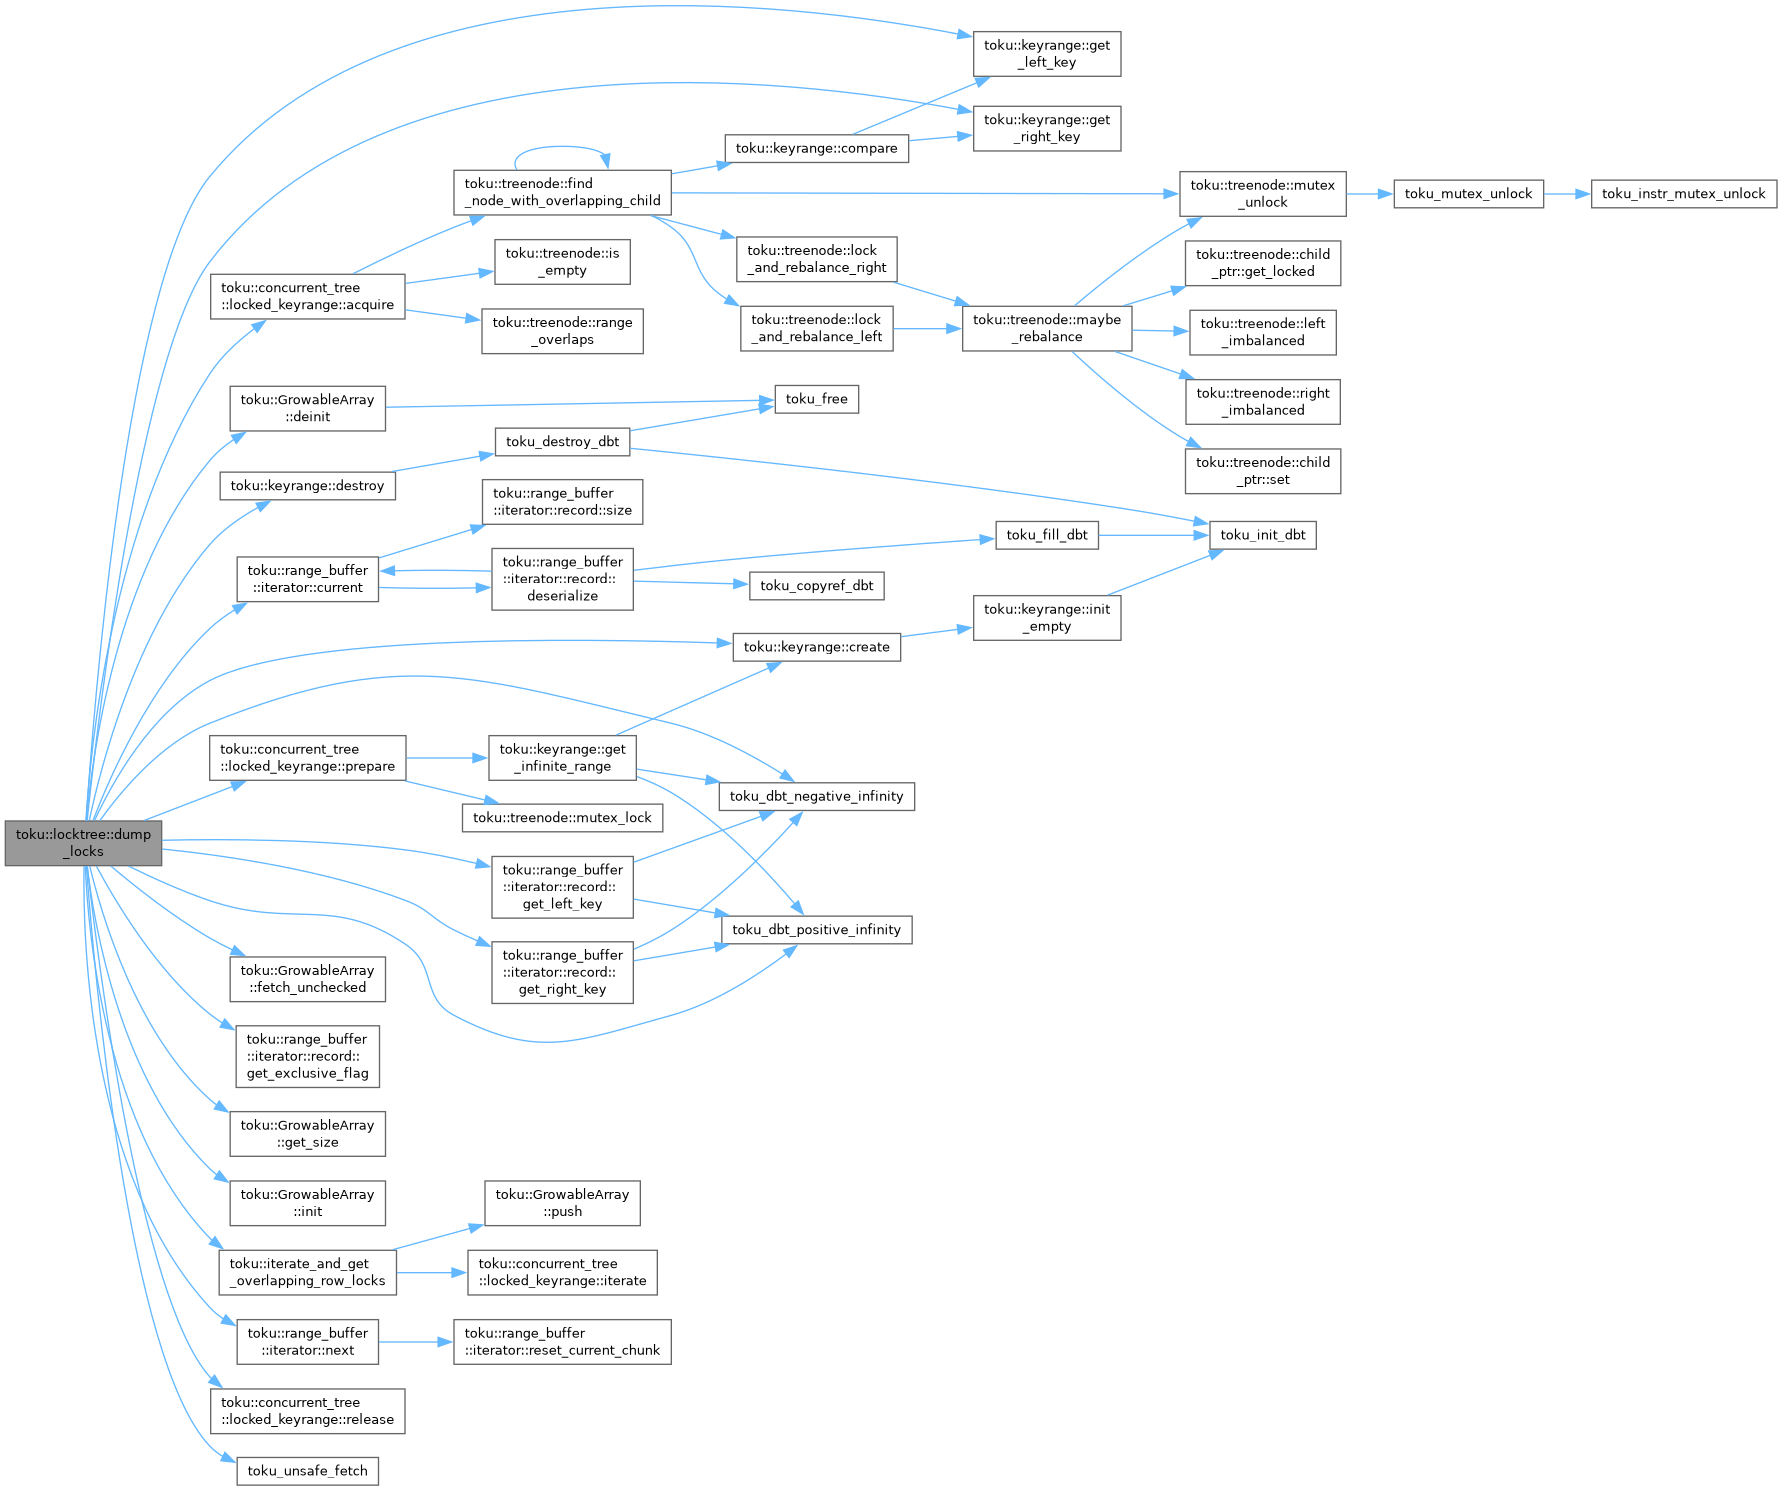 toku::keyrange::get
_left_key
toku::keyrange::get
_right_key
toku::keyrange::compare
toku::treenode::find
_node_with_overlapping_child
toku::treenode::mutex
_unlock
toku_mutex_unlock
toku_instr_mutex_unlock
toku::treenode::is
_empty
toku::treenode::lock
_and_rebalance_right
toku::treenode::child
_ptr::get_locked
toku::concurrent_tree
::locked_keyrange::acquire
toku::treenode::range
_overlaps
toku::treenode::lock
_and_rebalance_left
toku::treenode::maybe
_rebalance
toku::treenode::left
_imbalanced
toku::treenode::right
_imbalanced
toku::GrowableArray
::deinit
toku_free
toku_destroy_dbt
toku::treenode::child
_ptr::set
toku::keyrange::destroy
toku::range_buffer
::iterator::record::size
toku_fill_dbt
toku_init_dbt
toku::range_buffer
::iterator::current
toku::range_buffer
::iterator::record::
deserialize
toku_copyref_dbt
toku::keyrange::init
_empty
toku::keyrange::create
toku::concurrent_tree
::locked_keyrange::prepare
toku::keyrange::get
_infinite_range
toku_dbt_negative_infinity
toku::treenode::mutex_lock
toku::locktree::dump
_locks
toku::range_buffer
::iterator::record::
get_left_key
toku_dbt_positive_infinity
toku::range_buffer
::iterator::record::
get_right_key
toku::GrowableArray
::fetch_unchecked
toku::range_buffer
::iterator::record::
get_exclusive_flag
toku::GrowableArray
::get_size
toku::GrowableArray
::init
toku::GrowableArray
::push
toku::iterate_and_get
_overlapping_row_locks
toku::concurrent_tree
::locked_keyrange::iterate
toku::range_buffer
::iterator::next
toku::range_buffer
::iterator::reset_current_chunk
toku::concurrent_tree
::locked_keyrange::release
toku_unsafe_fetch